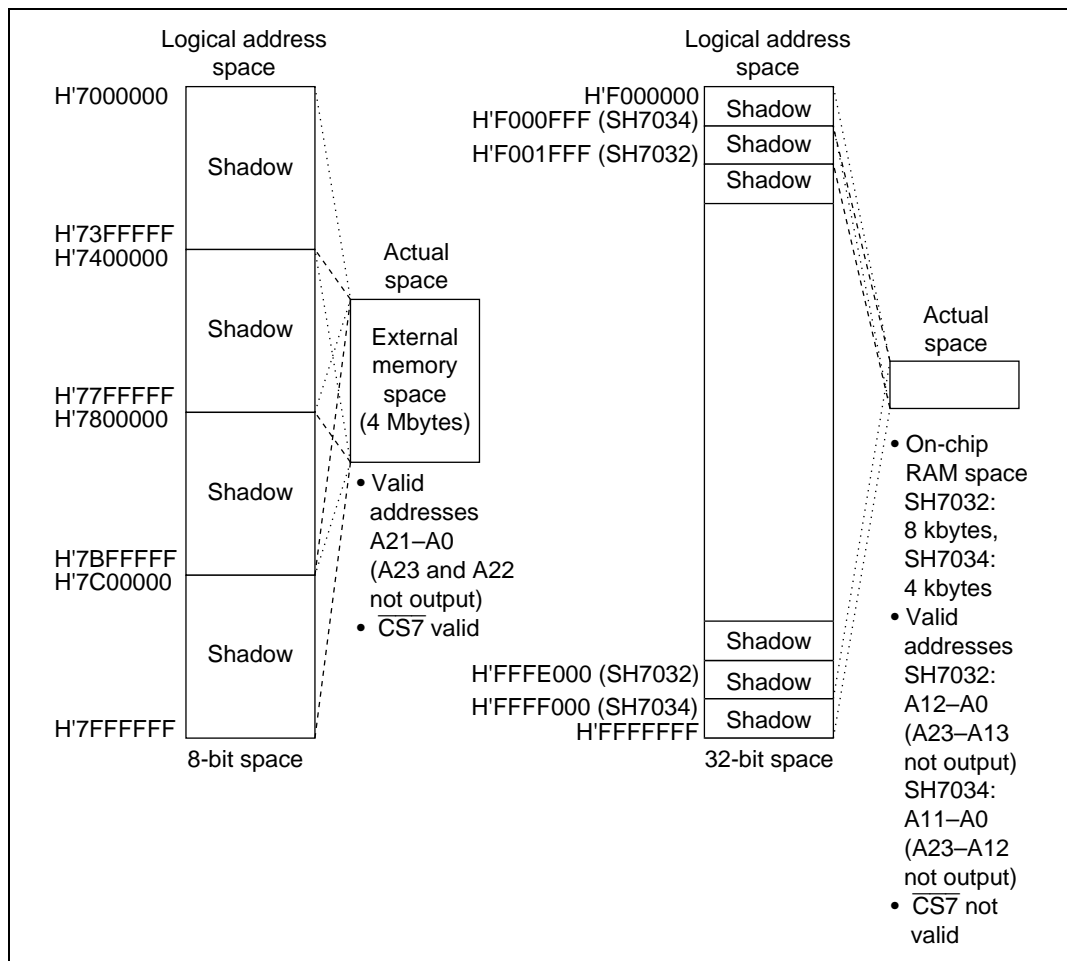 Logical address
space
H'7000000
Shadow
H'73FFFFF
H'7400000
Shadow
H'77FFFFF
H'7800000
Shadow
H'7BFFFFF
H'7C00000
Shadow
H'7FFFFFF
8-bit space
Actual
space
External
memory
space
(4 Mbytes)
• Valid
addresses
A21–A0
(A23 and A22
not output)
• C̅S̅7̅ valid
Logical address
space
H'F000000
Shadow
H'F000FFF (SH7034)
Shadow
H'F001FFF (SH7032)
Shadow
Shadow
H'FFFE000 (SH7032)
Shadow
H'FFFF000 (SH7034)
Shadow
H'FFFFFFF
32-bit space
Actual
space
• On-chip
RAM space
SH7032:
8 kbytes,
SH7034:
4 kbytes
• Valid
addresses
SH7032:
A12–A0
(A23–A13
not output)
SH7034:
A11–A0
(A23–A12
not output)
• C̅S̅7̅ not
valid